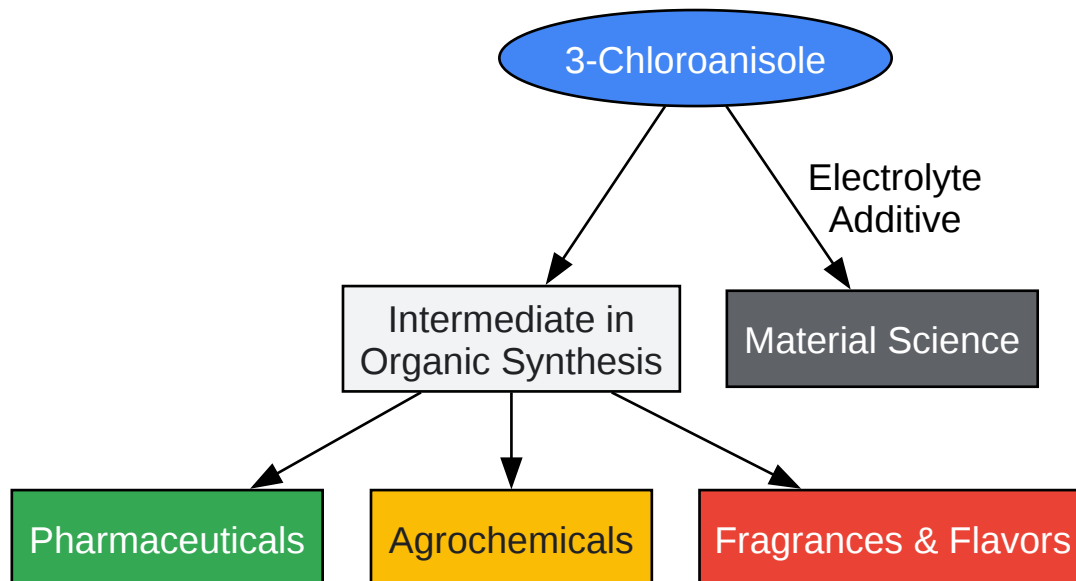 3-Chloroanisole
Electrolyte
Additive
Intermediate in
Organic Synthesis
Material Science
Pharmaceuticals
Agrochemicals
Fragrances & Flavors